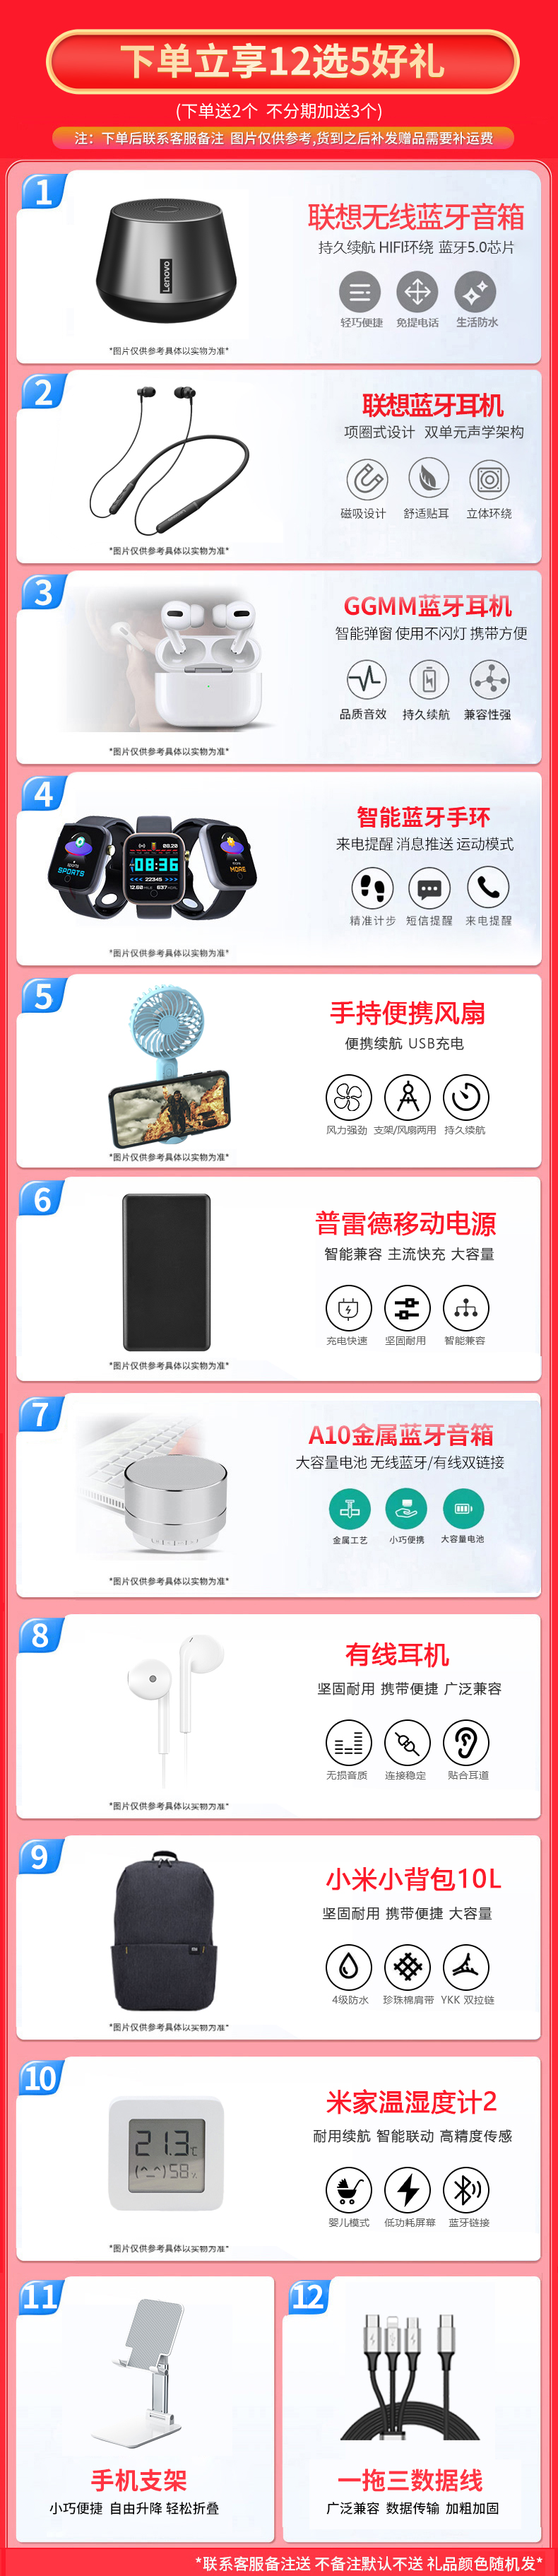 下单立享12选5好礼
(下单送2个 不分期加送3个)
注：下单后联系客服备注 图片仅供参考,货到之后补发赠品需要补运费
1
联想无线蓝牙音箱
持久续航 HIFI环绕 蓝牙5.0芯片
Lenovo
轻巧便捷 免提电话 生活防水
*图片仅供参考具体以实物为准*
2
联想蓝牙耳机
项圈式设计 双单元声学架构
磁吸设计 舒适贴耳 立体环绕
*图片仅供参考具体以实物为准*
3
GGMM蓝牙耳机
智能弹窗 使用不闪灯 携带方便
品质音效 持久续航 兼容性强
*图片仅供参考具体以实物为准*
4
智能蓝牙手环
来电提醒 消息推送 运动模式
SPORTS
08.20
08:36
22345
12.68 MILE 637 KCAL
MORE
精准计步 短信提醒 来电提醒
*图片仅供参考具体以实物为准*
5
手持便携风扇
便携续航 USB充电
风力强劲 支架/风扇两用 持久续航
*图片仅供参考具体以实物为准*
6
普雷德移动电源
智能兼容 主流快充 大容量
充电快速 坚固耐用 智能兼容
*图片仅供参考具体以实物为准*
7
A10金属蓝牙音箱
大容量电池 无线蓝牙/有线双链接
金属工艺 小巧便携 大容量电池
*图片仅供参考具体以实物为准*
8
有线耳机
坚固耐用 携带便捷 广泛兼容
无损音质 连接稳定 贴合耳道
*图片仅供参考具体以实物为准*
9
小米小背包10L
坚固耐用 携带便捷 大容量
4级防水 珍珠棉肩带 YKK 双拉链
*图片仅供参考具体以实物为准*
10
米家温湿度计2
耐用续航 智能联动 高精度传感
21.3℃
(^_^) 58%
婴儿模式 低功耗屏幕 蓝牙链接
*图片仅供参考具体以实物为准*
11
手机支架
小巧便捷 自由升降 轻松折叠
12
一拖三数据线
广泛兼容 数据传输 加粗加固
*联系客服备注送 不备注默认不送 礼品颜色随机发*